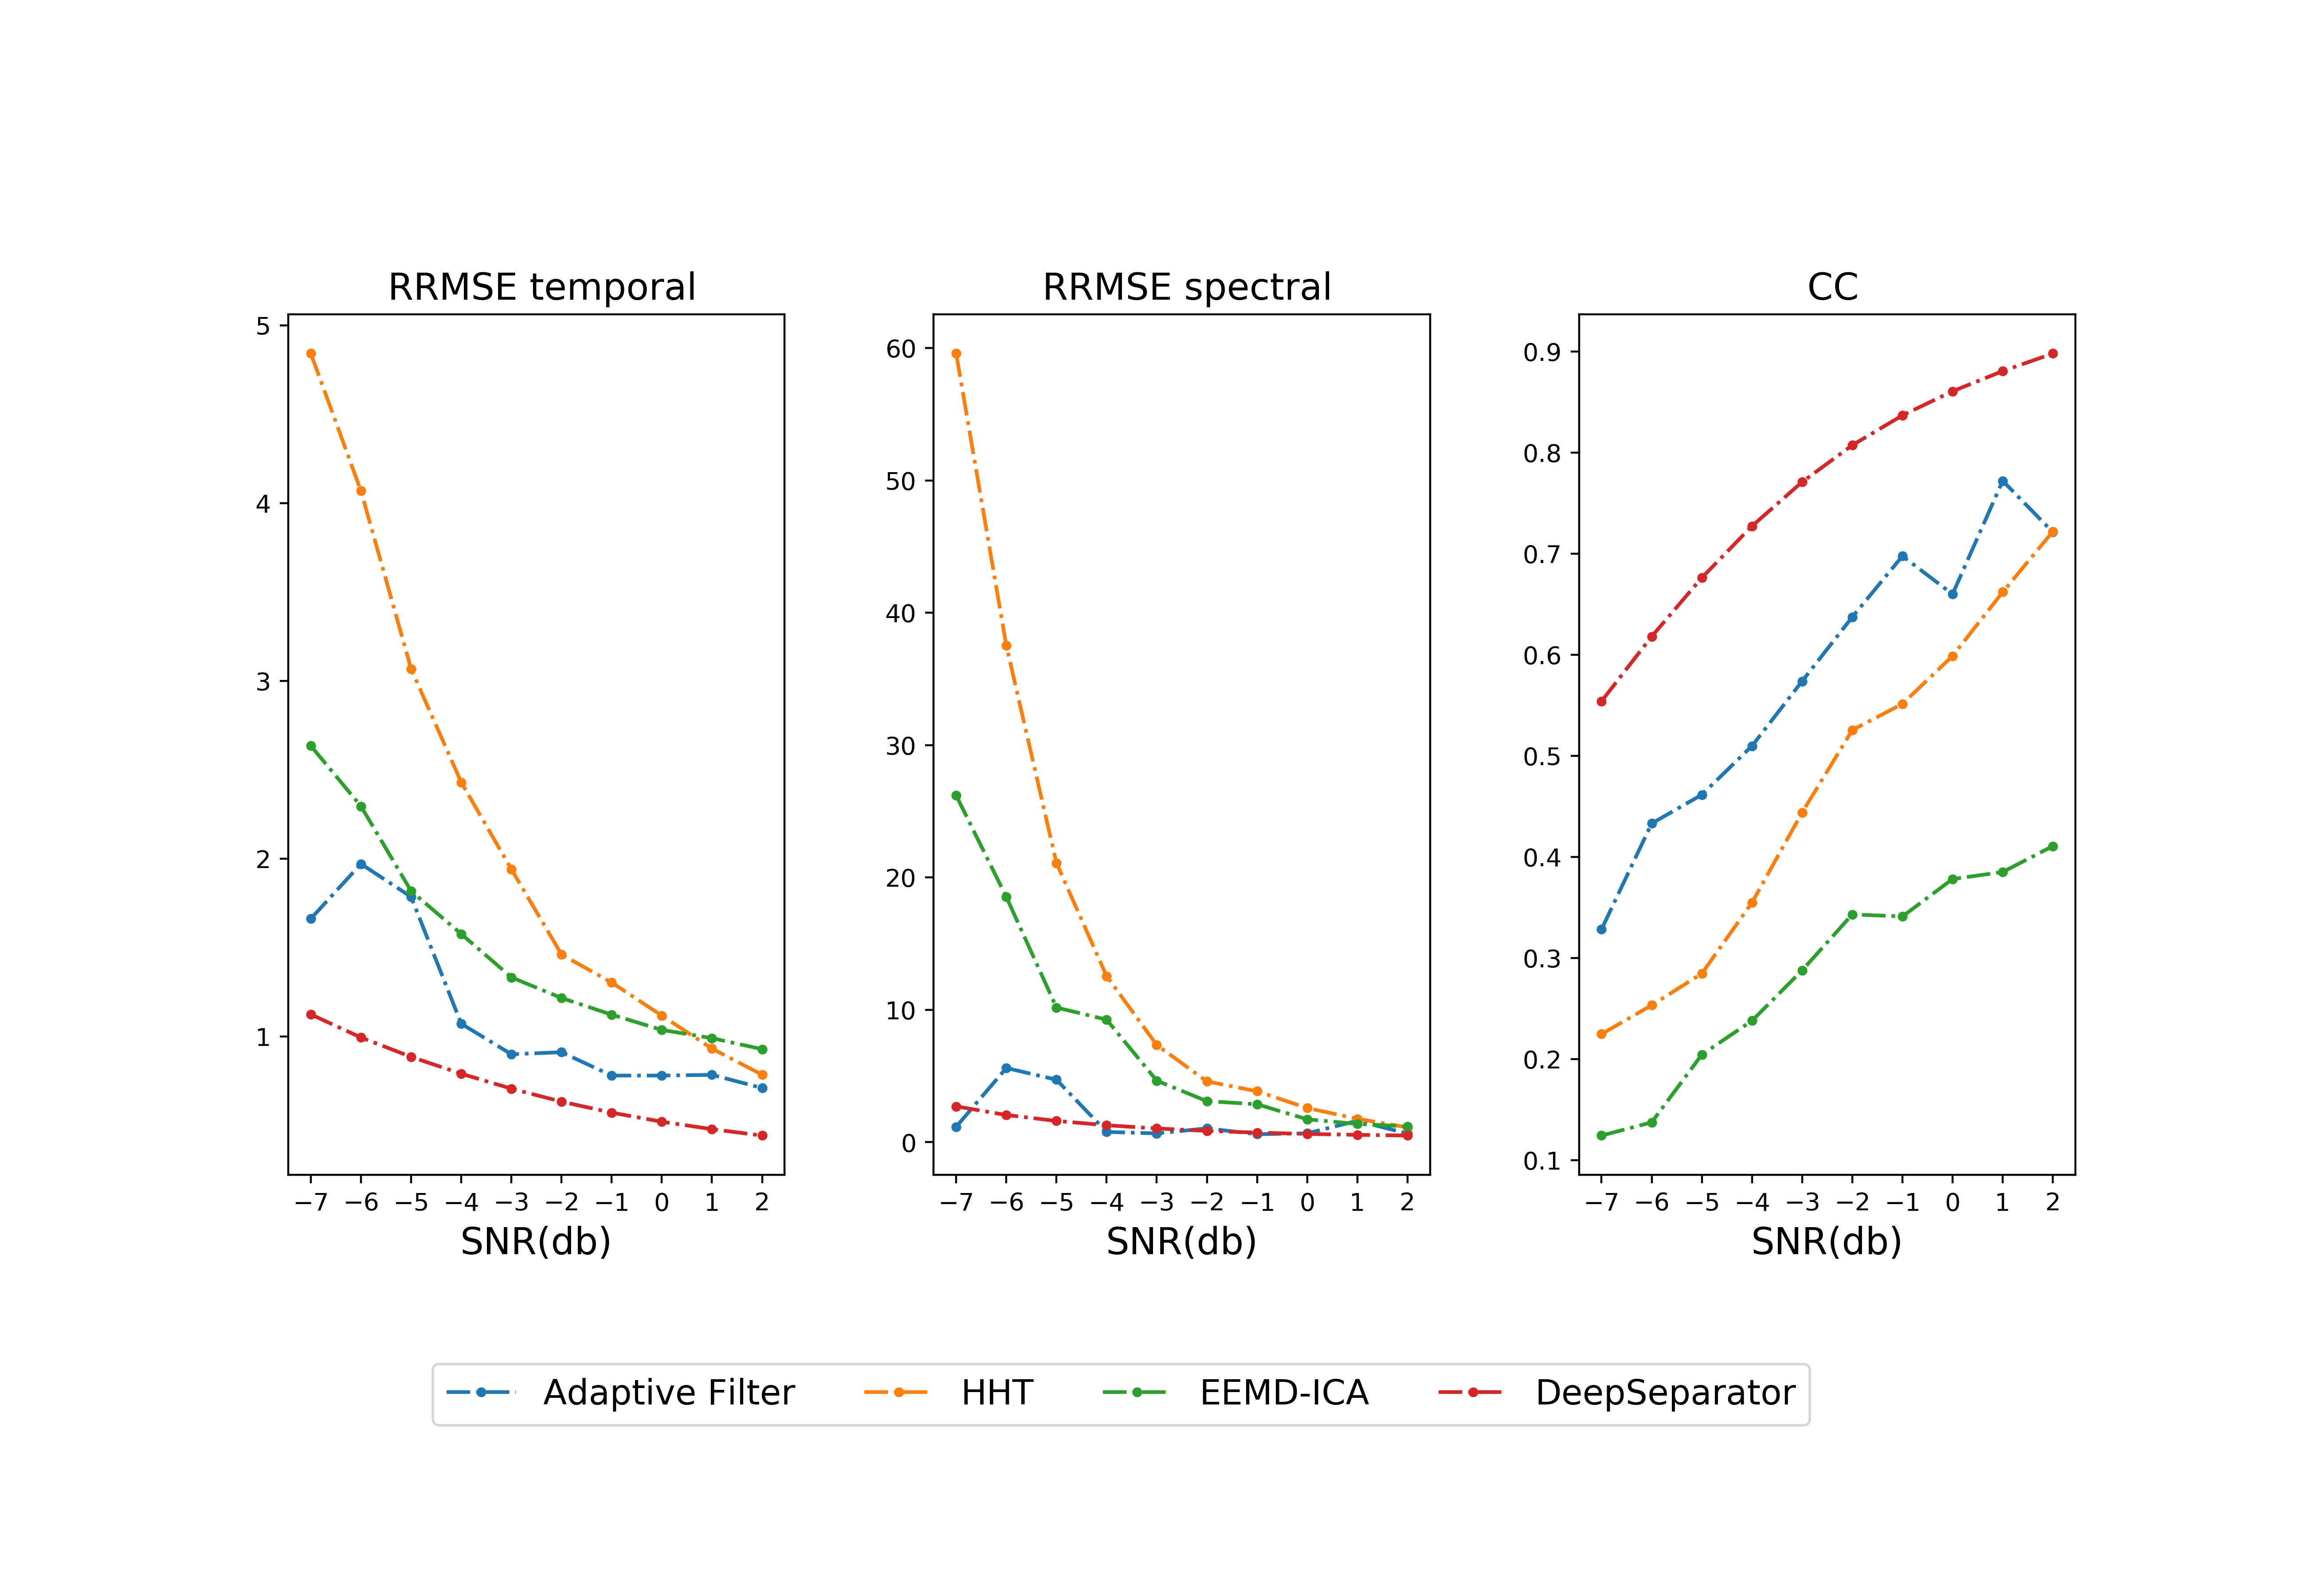 RRMSE temporal
5
4
3
2
1
−7 −6 −5 −4 −3 −2 −1 0 1 2
SNR(db)
RRMSE spectral
60
50
40
30
20
10
0
−7 −6 −5 −4 −3 −2 −1 0 1 2
SNR(db)
CC
0.9
0.8
0.7
0.6
0.5
0.4
0.3
0.2
0.1
−7 −6 −5 −4 −3 −2 −1 0 1 2
SNR(db)
Adaptive Filter HHT EEMD-ICA DeepSeparator